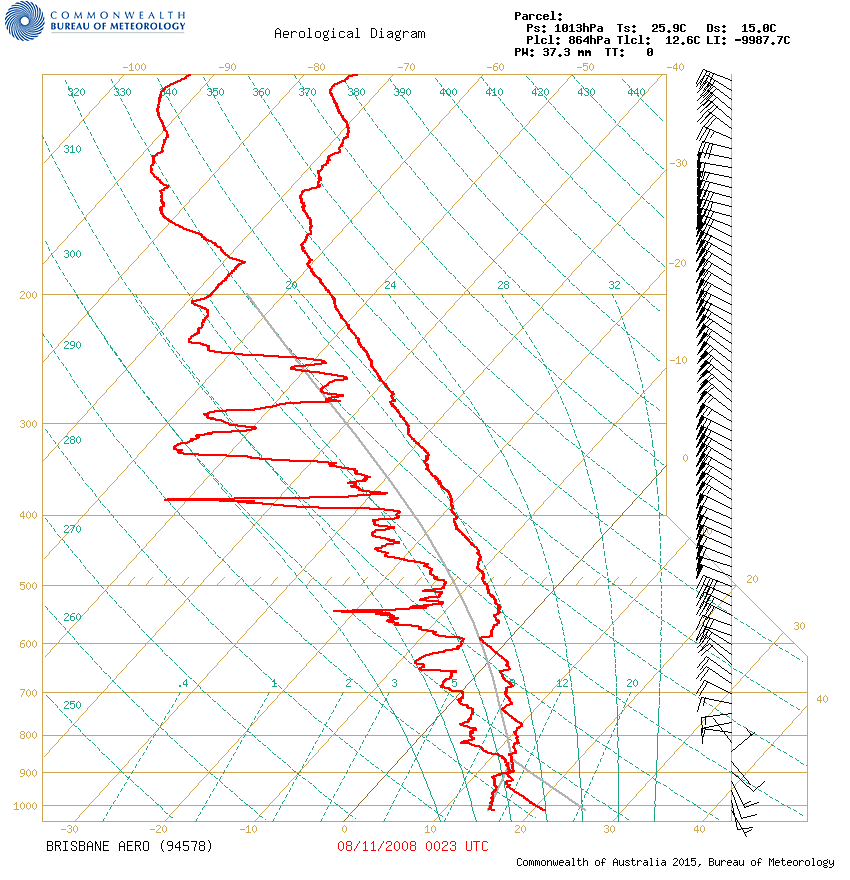 COMMONWEALTH
BUREAU OF METEOROLOGY
Aerological Diagram
Parcel:
Ps: 1013hPa Ts: 25.9C Ds: 15.0C
Plcl: 864hPa Tlcl: 12.6C LI: -9987.7C
PW: 37.3 mm TT: 0
-100 -90 -80 -70 -60 -50 -40
320 330 340 350 360 370 380 390 400 410 420 430 440
310
-30
300
-20
20 24 28 32
200
290
-10
300
280
0
400
270
500
20
260
30
600
.4 1 2 3 5 12 20
700
250
40
800
900
1000
-30 -20 -10 0 10 20 30 40
BRISBANE AERO (94578) 08/11/2008 0023 UTC
Commonwealth of Australia 2015, Bureau of Meteorology